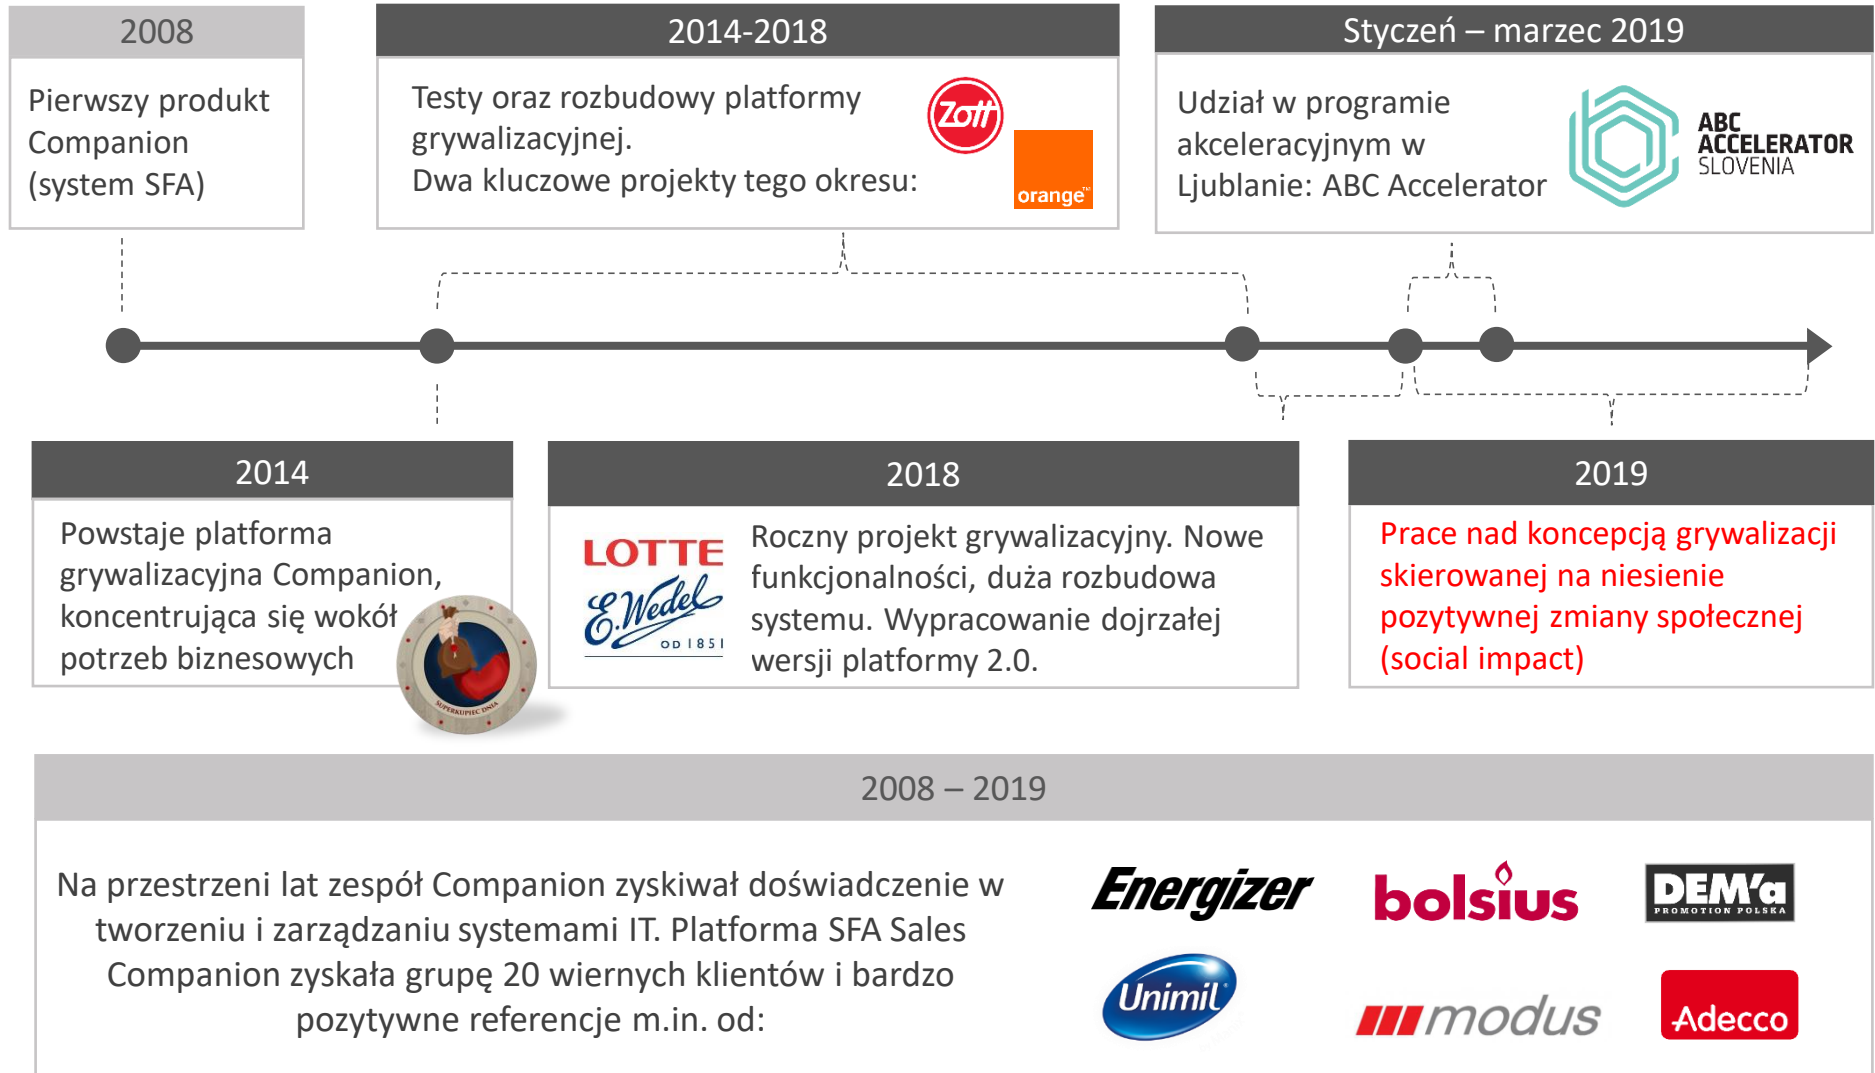 2008
Pierwszy produkt
Companion
(system SFA)
2014-2018
Testy oraz rozbudowy platformy
grywalizacyjnej.
Dwa kluczowe projekty tego okresu:
Zott
orange™
Styczeń – marzec 2019
Udział w programie
akceleracyjnym w
Ljublanie: ABC Accelerator
ABC
ACCELERATOR
SLOVENIA
2014
Powstaje platforma
grywalizacyjna Companion,
koncentrująca się wokół
potrzeb biznesowych
SUPERKUPIEC DNIA
2018
LOTTE
E.Wedel
OD 1851
Roczny projekt grywalizacyjny. Nowe
funkcjonalności, duża rozbudowa
systemu. Wypracowanie dojrzałej
wersji platformy 2.0.
2019
Prace nad koncepcją grywalizacji
skierowanej na niesienie
pozytywnej zmiany społecznej
(social impact)
2008 – 2019
Na przestrzeni lat zespół Companion zyskiwał doświadczenie w
tworzeniu i zarządzaniu systemami IT. Platforma SFA Sales
Companion zyskała grupę 20 wiernych klientów i bardzo
pozytywne referencje m.in. od:
Energizer
bolsius
DEM'a
PROMOTION POLSKA
Unimil
modus
Adecco